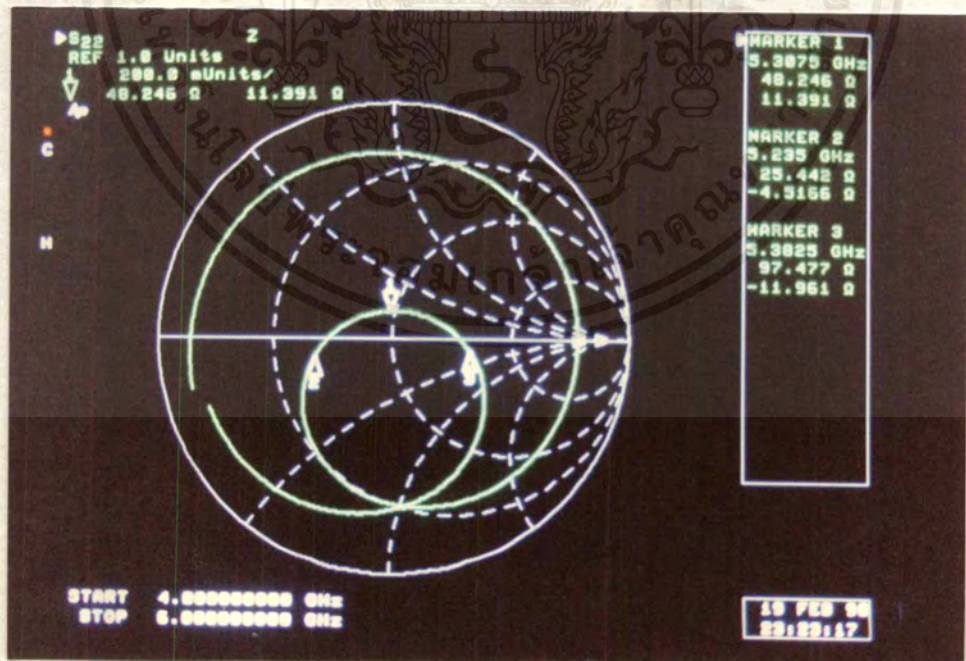 S22 Z
REF 1.0 Units
200.0 mUnits/
48.246 Ω 11.391 Ω
C
H
MARKER 1
5.3075 GHz
48.246 Ω
11.391 Ω
MARKER 2
5.235 GHz
25.442 Ω
-4.5166 Ω
MARKER 3
5.3825 GHz
97.477 Ω
-11.961 Ω
START 4.000000000 GHz
STOP 6.000000000 GHz
19 FEB
23:23:17